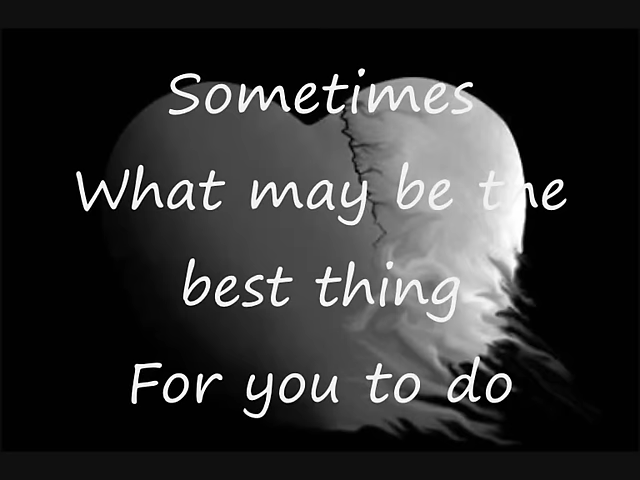 Sometimes
What may be the
best thing
For you to do